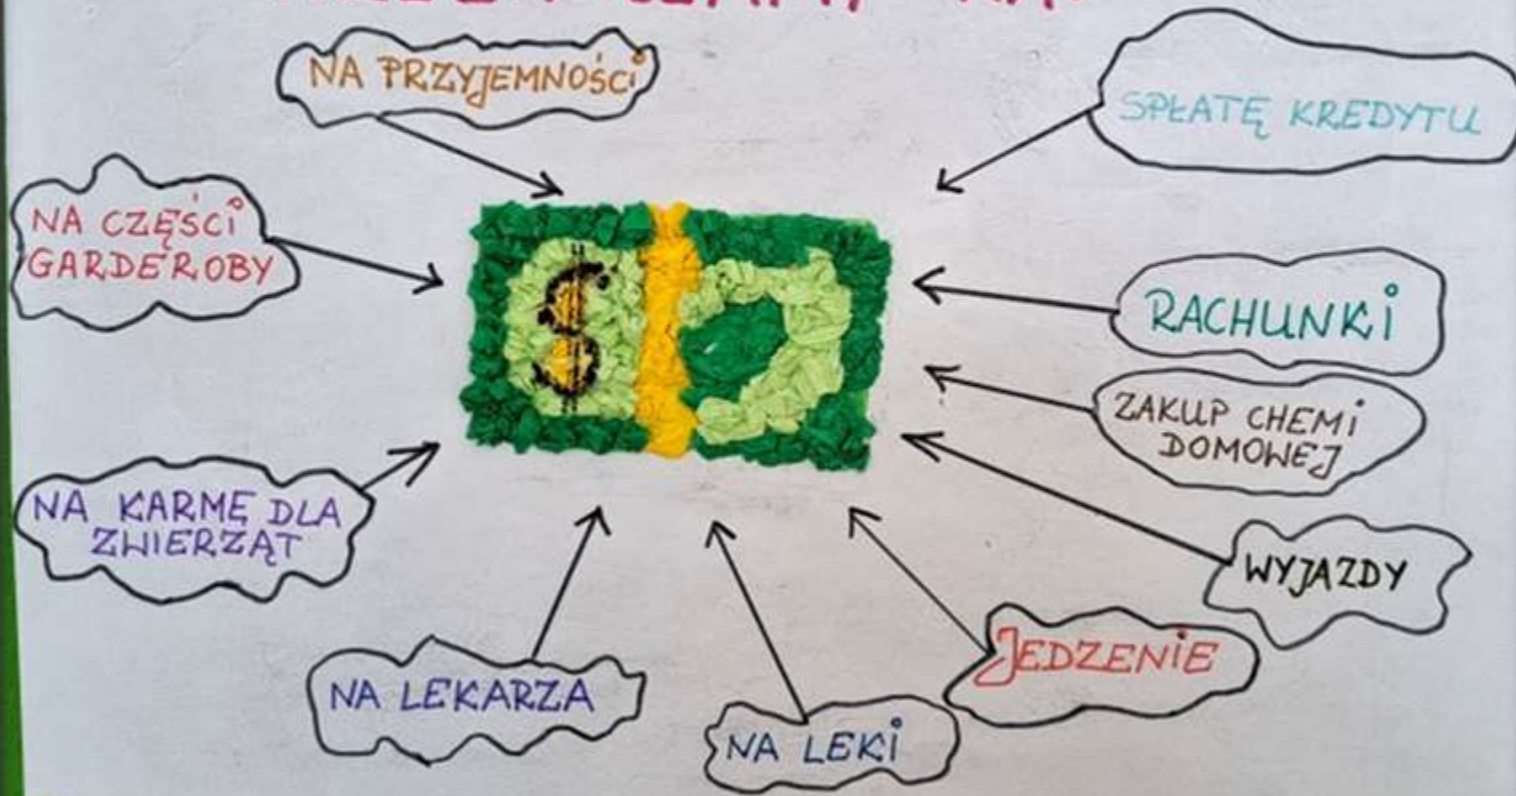 NA PRZYJEMNOŚCI
SPŁATĘ KREDYTU
NA CZĘŚCI
GARDEROBY
$
RACHUNKI
ZAKUP CHEMI
DOMOWEJ
NA KARMĘ DLA
ZWIERZĄT
WYJAZDY
JEDZENIE
NA LEKARZA
NA LEKI